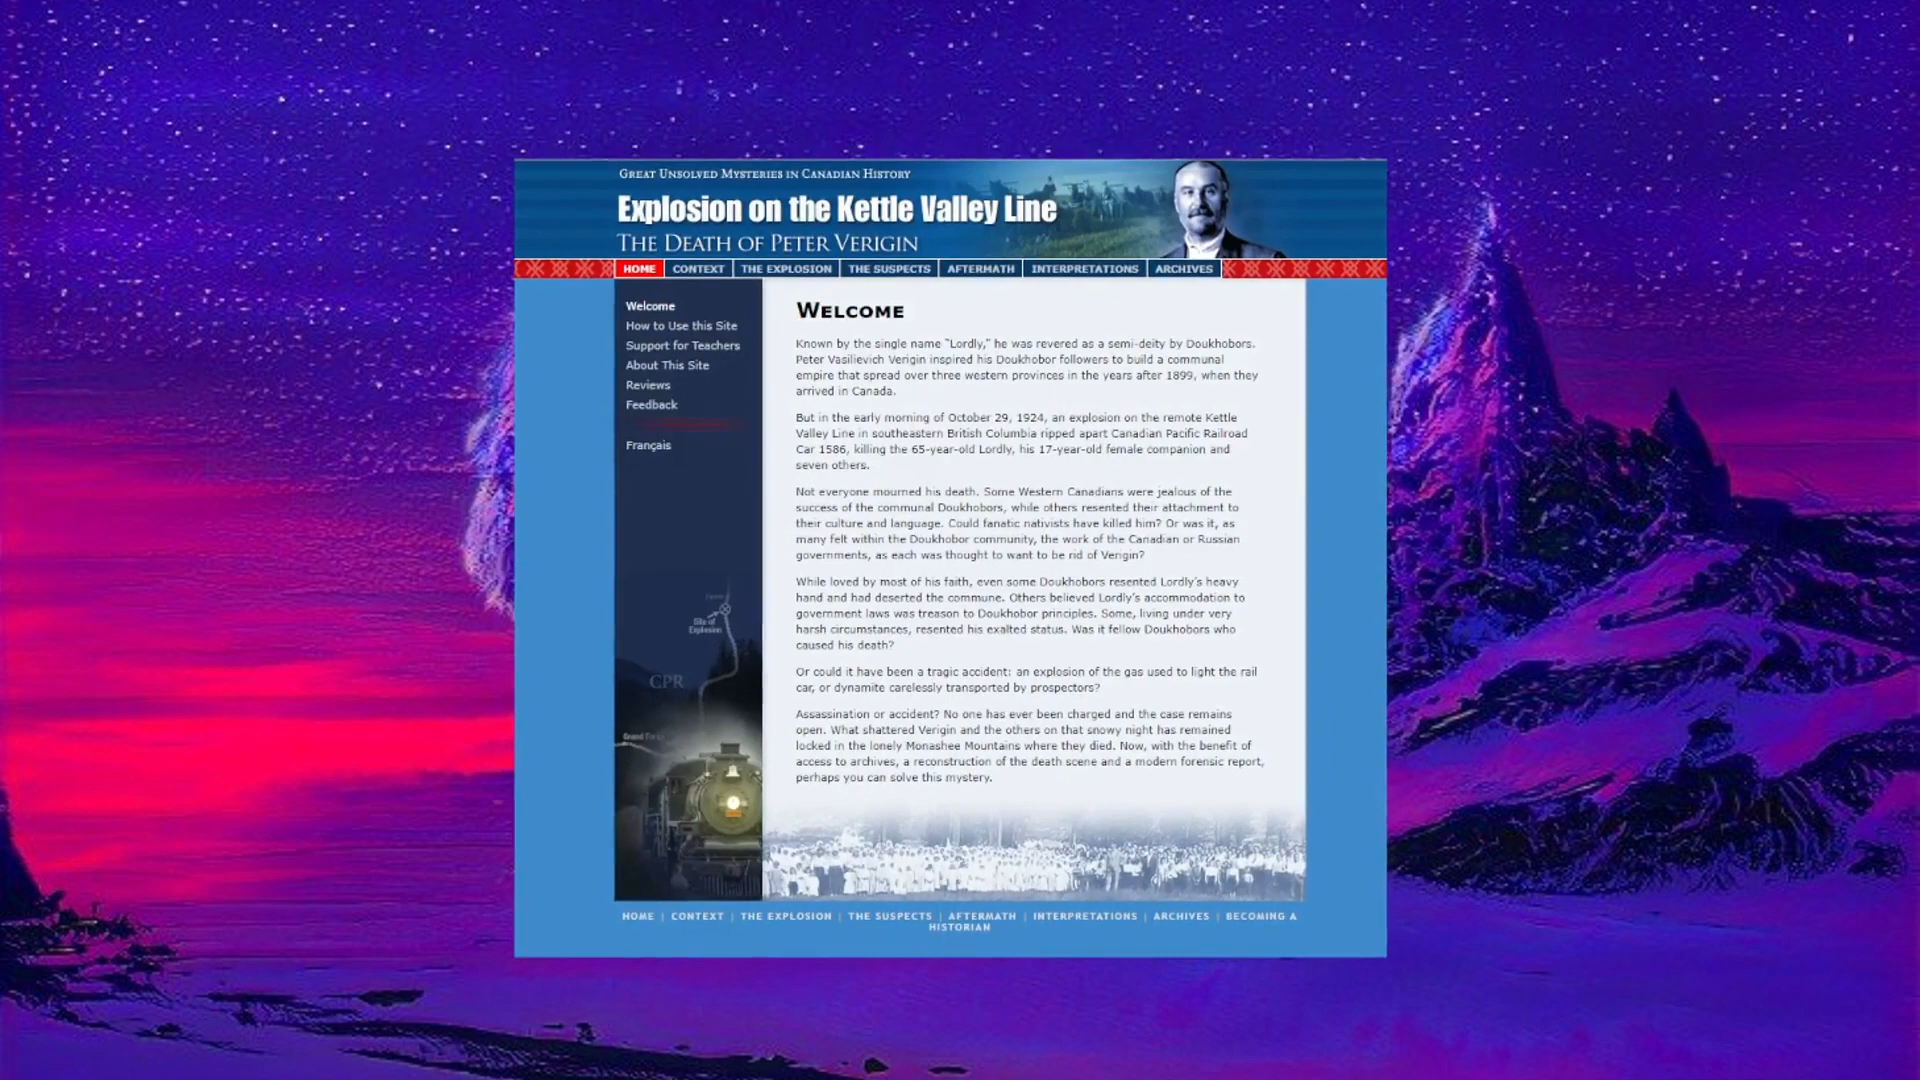 Great Unsolved Mysteries in Canadian History
Explosion on the Kettle Valley Line
The Death of Peter Verigin
HOME
CONTEXT
THE EXPLOSION
THE SUSPECTS
AFTERMATH
INTERPRETATIONS
ARCHIVES
Welcome
How to Use this Site
Support for Teachers
About This Site
Reviews
Feedback
Français
Site of
Explosion
CPR
Welcome
Known by the single name "Lordly," he was revered as a semi-deity by Doukhobors.
Peter Vasilievich Verigin inspired his Doukhobor followers to build a communal
empire that spread over three western provinces in the years after 1899, when they
arrived in Canada.
But in the early morning of October 29, 1924, an explosion on the remote Kettle
Valley Line in southeastern British Columbia ripped apart Canadian Pacific Railroad
Car 1586, killing the 65-year-old Lordly, his 17-year-old female companion and
seven others.
Not everyone mourned his death. Some Western Canadians were jealous of the
success of the communal Doukhobors, while others resented their attachment to
their culture and language. Could fanatic nativists have killed him? Or was it, as
many felt within the Doukhobor community, the work of the Canadian or Russian
governments, as each was thought to want to be rid of Verigin?
While loved by most of his faith, even some Doukhobors resented Lordly's heavy
hand and had deserted the commune. Others believed Lordly's accommodation to
government laws was treason to Doukhobor principles. Some, living under very
harsh circumstances, resented his exalted status. Was it fellow Doukhobors who
caused his death?
Or could it have been a tragic accident: an explosion of the gas used to light the rail
car, or dynamite carelessly transported by prospectors?
Assassination or accident? No one has ever been charged and the case remains
open. What shattered Verigin and the others on that snowy night has remained
locked in the lonely Monashee Mountains where they died. Now, with the benefit of
access to archives, a reconstruction of the death scene and a modern forensic report,
perhaps you can solve this mystery.
HOME | CONTEXT | THE EXPLOSION | THE SUSPECTS | AFTERMATH | INTERPRETATIONS | ARCHIVES | BECOMING A
HISTORIAN